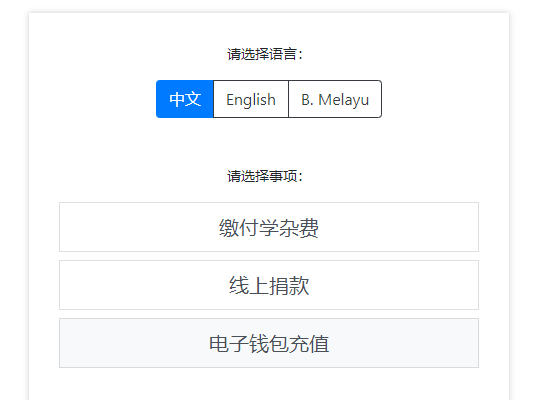 请选择语言:
中文 English B. Melayu
请选择事项:
缴付学杂费
线上捐款
电子钱包充值